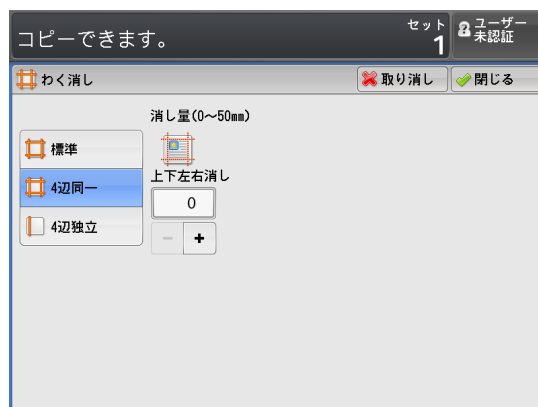 コピーできます。
セット
1
ユーザー
未認証
わく消し
取り消し
閉じる
消し量(0～50mm)
標準
4辺同一
4辺独立
上下左右消し
0
- +